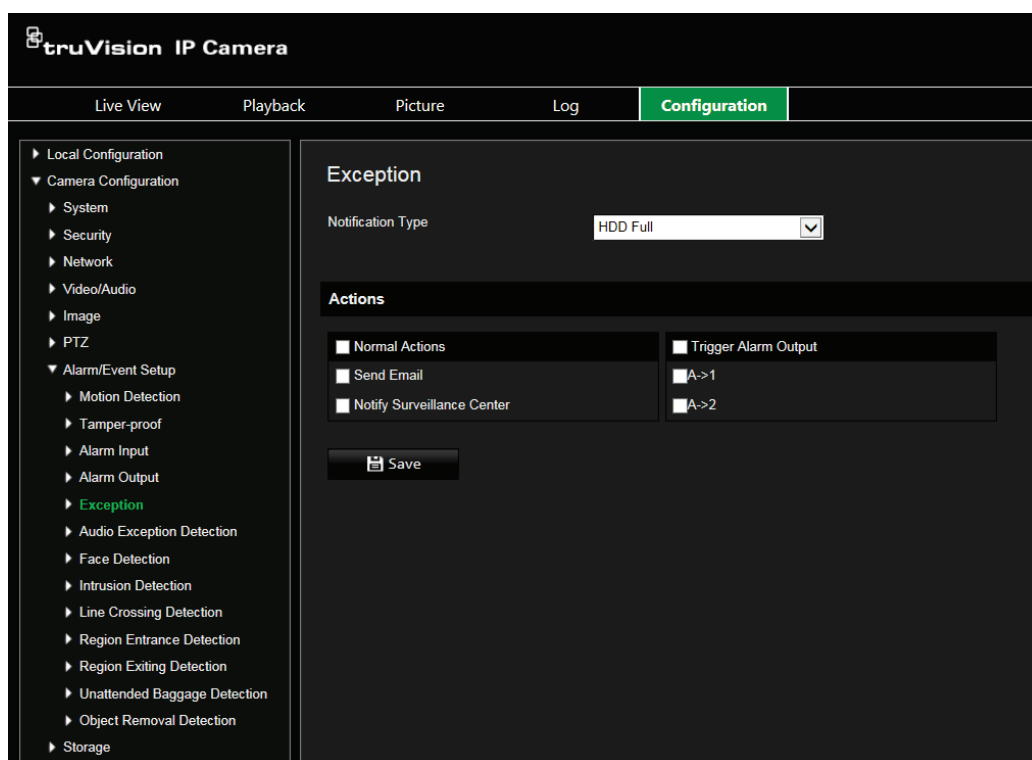 truVision IP Camera
Live View Playback Picture Log Configuration
Local Configuration
Camera Configuration
System
Security
Network
Video/Audio
Image
PTZ
Alarm/Event Setup
Motion Detection
Tamper-proof
Alarm Input
Alarm Output
Exception
Audio Exception Detection
Face Detection
Intrusion Detection
Line Crossing Detection
Region Entrance Detection
Region Exiting Detection
Unattended Baggage Detection
Object Removal Detection
Storage
Exception
Notification Type HDD Full
Actions
Normal Actions Trigger Alarm Output
Send Email A->1
Notify Surveillance Center A->2
Save